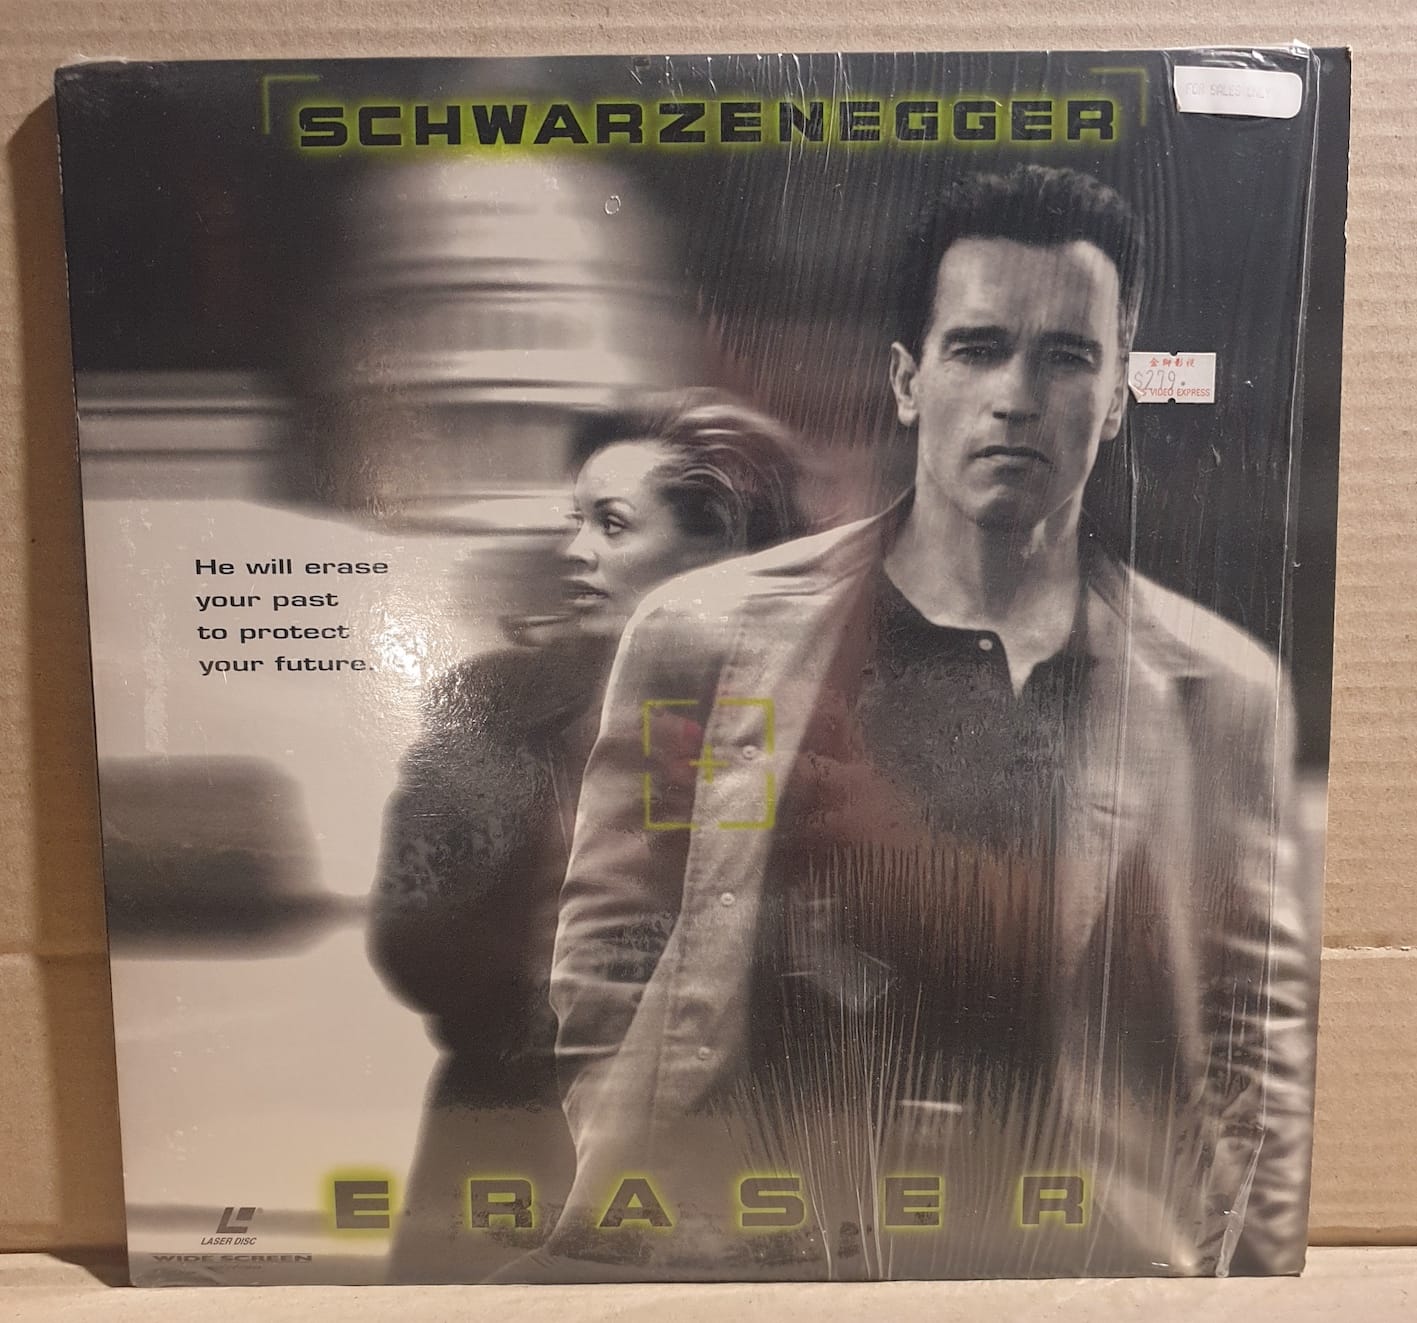 SCHWARZENEGGER
FOR SALES ONLY
金獅影視
$279.
VIDEO EXPRESS
He will erase
your past
to protect
your future.
ERASER
LASER DISC
WIDE SCREEN